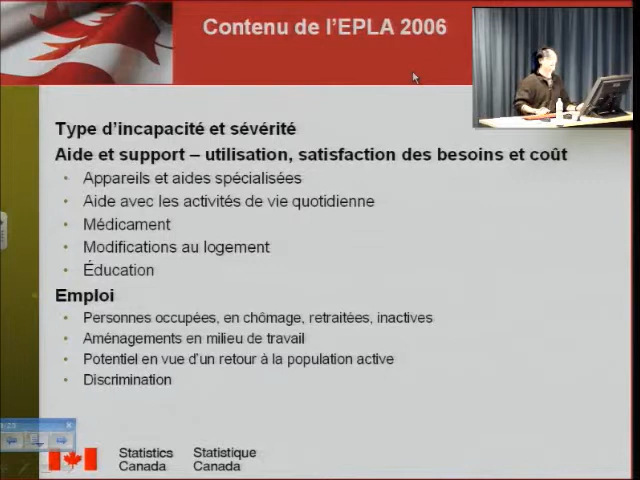 Contenu de l'EPLA 2006
Type d'incapacité et sévérité
Aide et support – utilisation, satisfaction des besoins et coût
• Appareils et aides spécialisées
• Aide avec les activités de vie quotidienne
• Médicament
• Modifications au logement
• Éducation
Emploi
• Personnes occupées, en chômage, retraitées, inactives
• Aménagements en milieu de travail
• Potentiel en vue d'un retour à la population active
• Discrimination
Statistics Statistique
Canada Canada